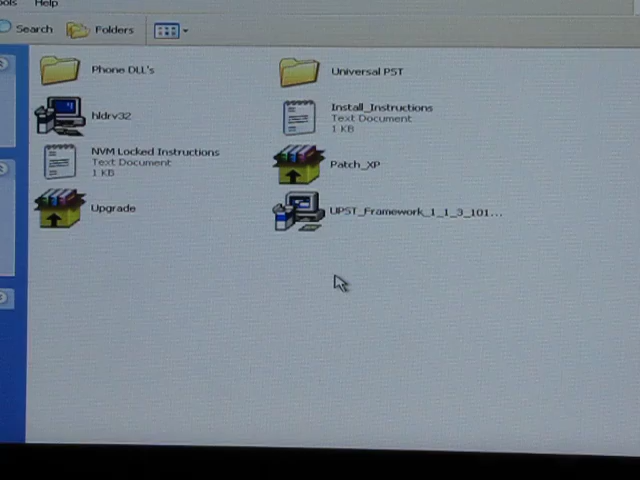 ools Help
Search Folders
Phone DLL's
Universal PST
hldrv32
Install_Instructions
Text Document
1 KB
NVM Locked Instructions
Text Document
1 KB
Patch_XP
Upgrade
UPST_Framework_1_1_3_101...